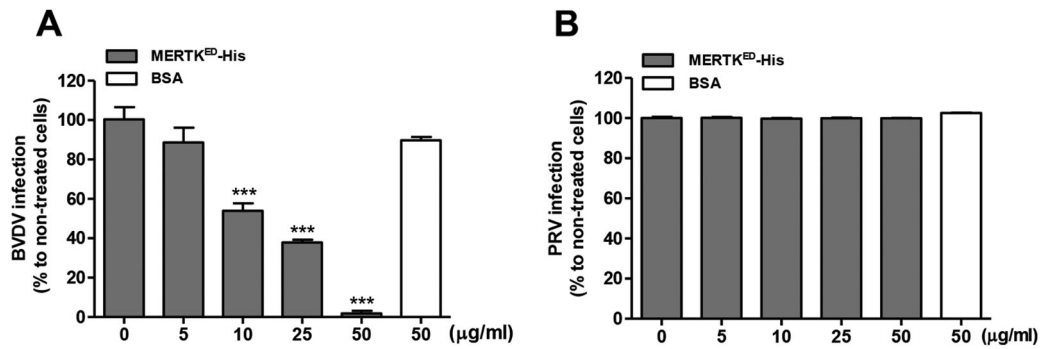 A
MERTKᴱᴰ-His
BSA
BVDV infection
(% to non-treated cells)
120
100
80
60
40
20
0
***
***
***
0 5 10 25 50 50 (μg/ml)
B
MERTKᴱᴰ-His
BSA
PRV infection
(% to non-treated cells)
120
100
80
60
40
20
0
0 5 10 25 50 50 (μg/ml)